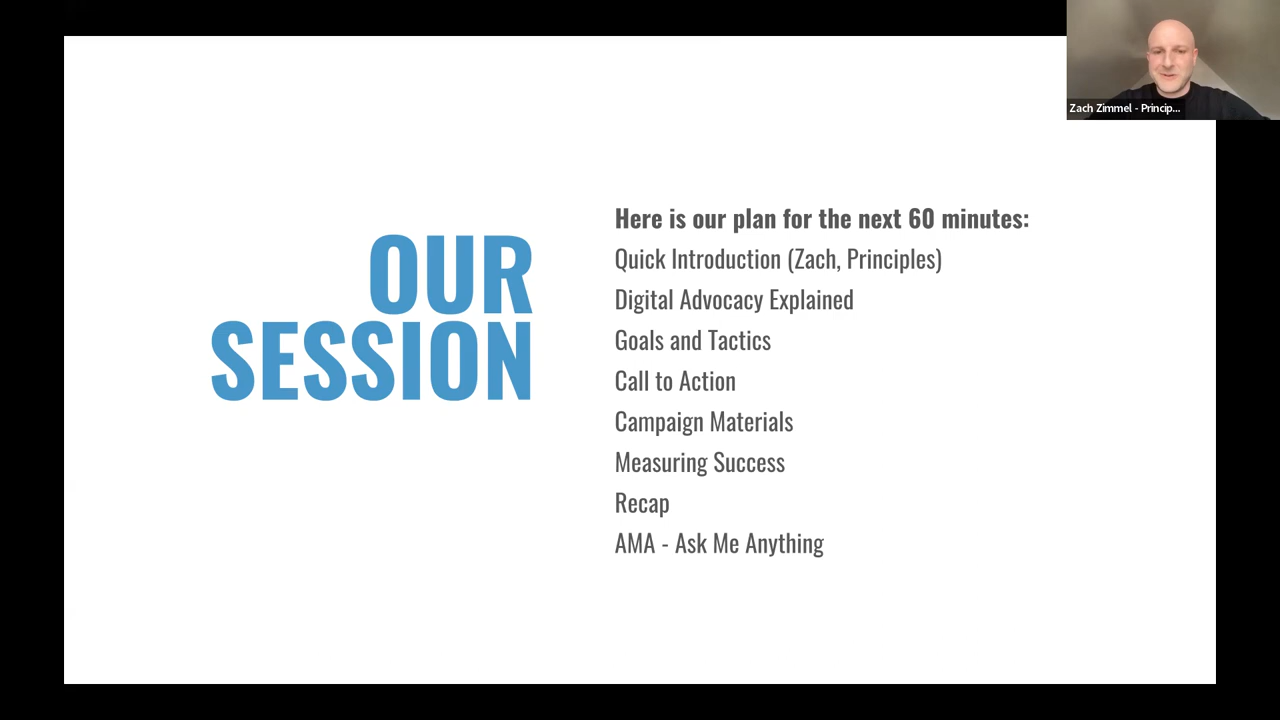 Zach Zimmel - Princip...
OUR
SESSION
Here is our plan for the next 60 minutes:
Quick Introduction (Zach, Principles)
Digital Advocacy Explained
Goals and Tactics
Call to Action
Campaign Materials
Measuring Success
Recap
AMA - Ask Me Anything